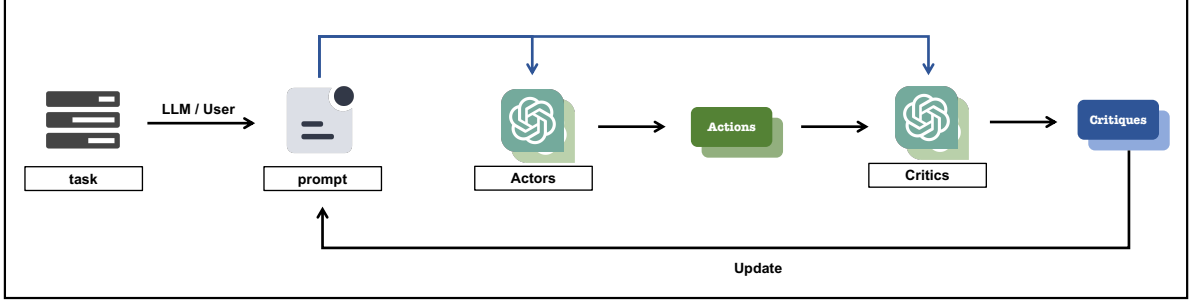 LLM / User
task
prompt
Actors
Actions
Critics
Critiques
Update